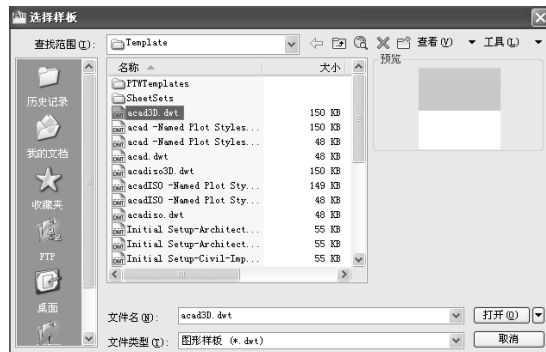 选择样板
查找范围(I): Template 查看(V) 工具(L)
历史记录
我的文档
收藏夹
FTP
桌面
名称 大小
PTWTemplates
SheetSets
acad3D.dwt 150 KB
acad -Named Plot Styles... 150 KB
acad -Named Plot Styles... 48 KB
acad.dwt 48 KB
acadiso3D.dwt 150 KB
acadISO -Named Plot Sty... 149 KB
acadISO -Named Plot Sty... 48 KB
acadiso.dwt 48 KB
Initial Setup-Architect... 55 KB
Initial Setup-Architect... 55 KB
Initial Setup-Civil-Imp... 55 KB
预览
文件名(N): acad3D.dwt 打开(O)
文件类型(T): 图形样板 (*.dwt) 取消